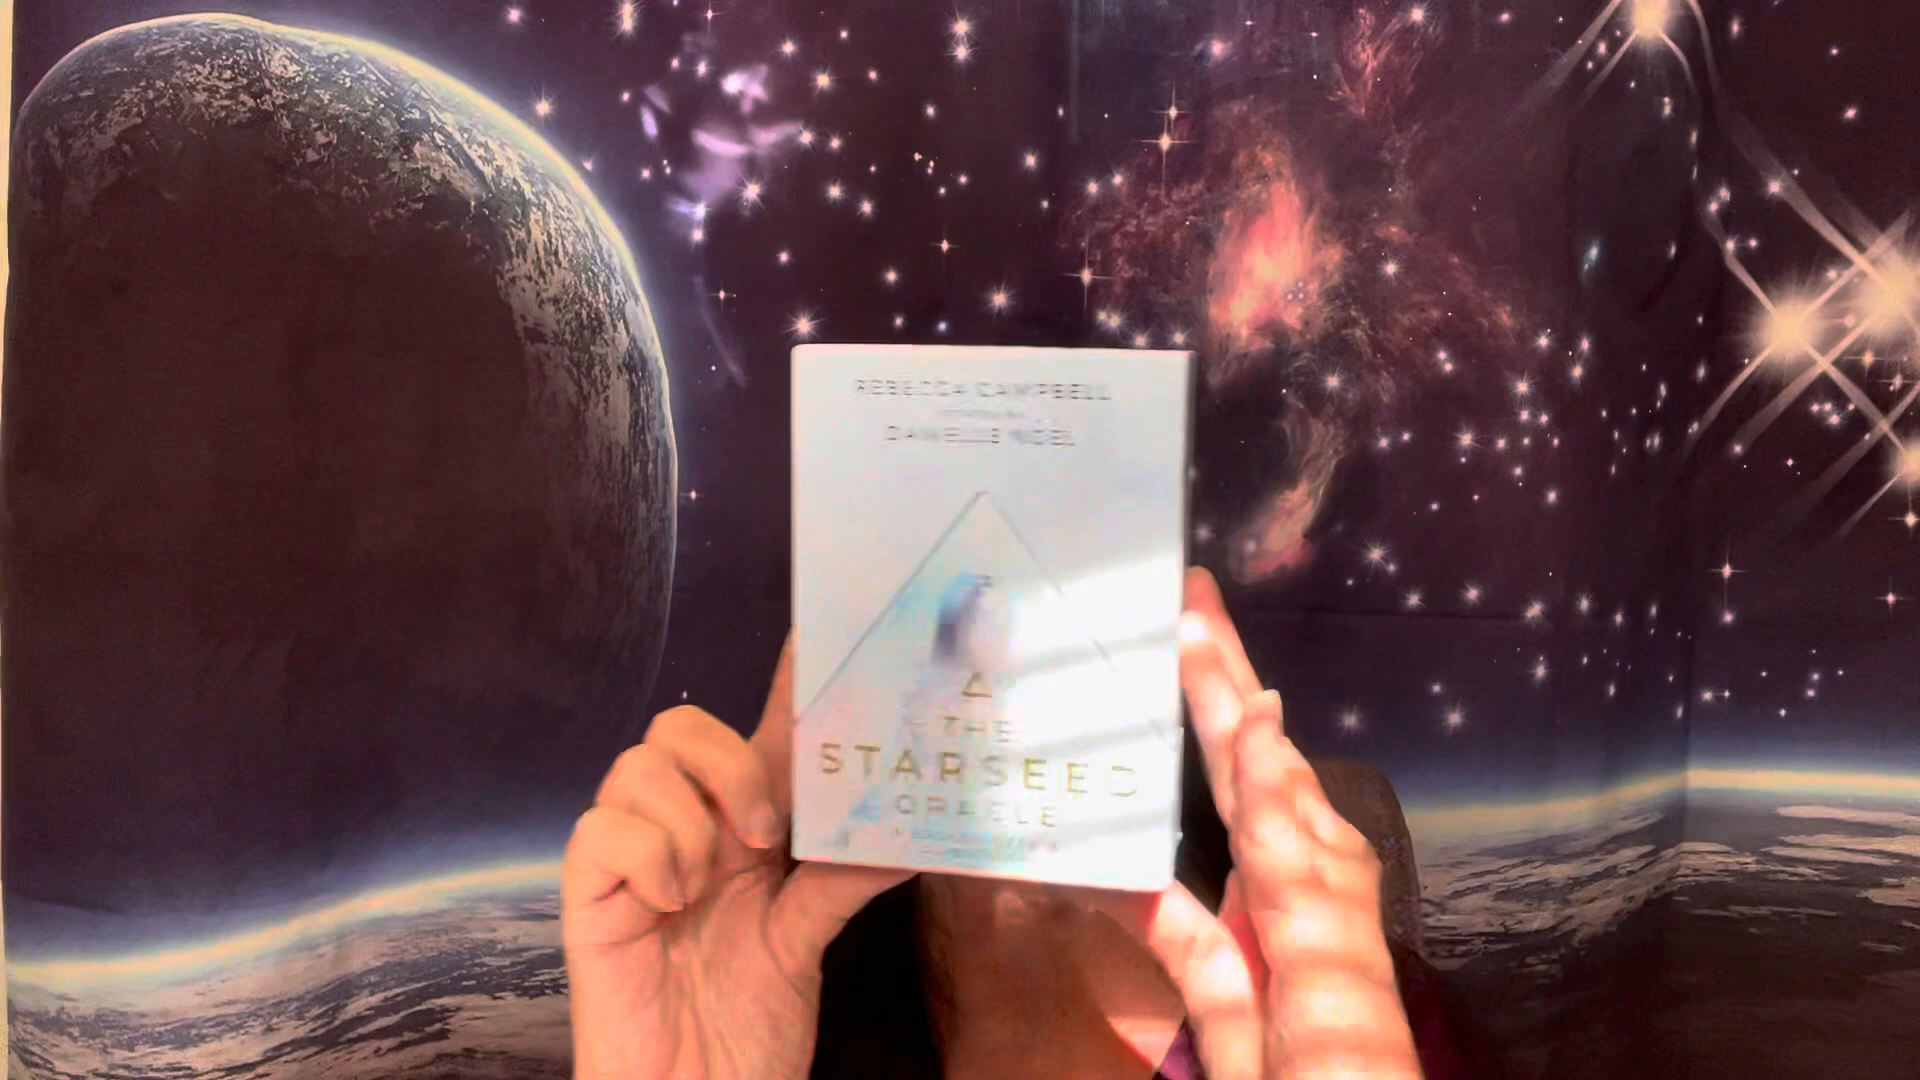 REBECCA CAMPBELL
DANIELLE NOEL
THE
STARSEED
ORACLE